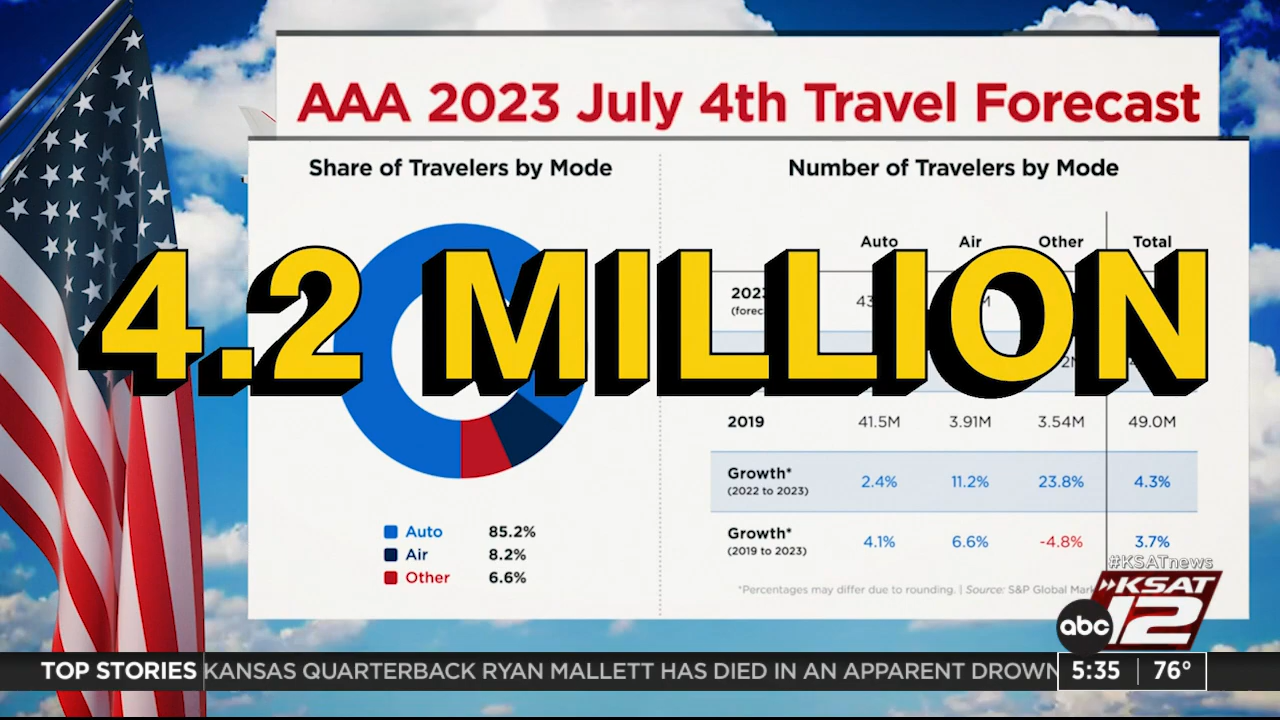 AAA 2023 July 4th Travel Forecast
Share of Travelers by Mode
Number of Travelers by Mode
Auto Air Other Total
4.2 MILLION
2019 41.5M 3.91M 3.54M 49.0M
Growth* 2.4% 11.2% 23.8% 4.3%
(2022 to 2023)
Growth* 4.1% 6.6% -4.8% 3.7%
(2019 to 2023)
Auto 85.2%
Air 8.2%
Other 6.6%
*Percentages may differ due to rounding. | Source: S&P Global
#KSATnews
KSAT
12
abc
TOP STORIES KANSAS QUARTERBACK RYAN MALLETT HAS DIED IN AN APPARENT 5:35 76°